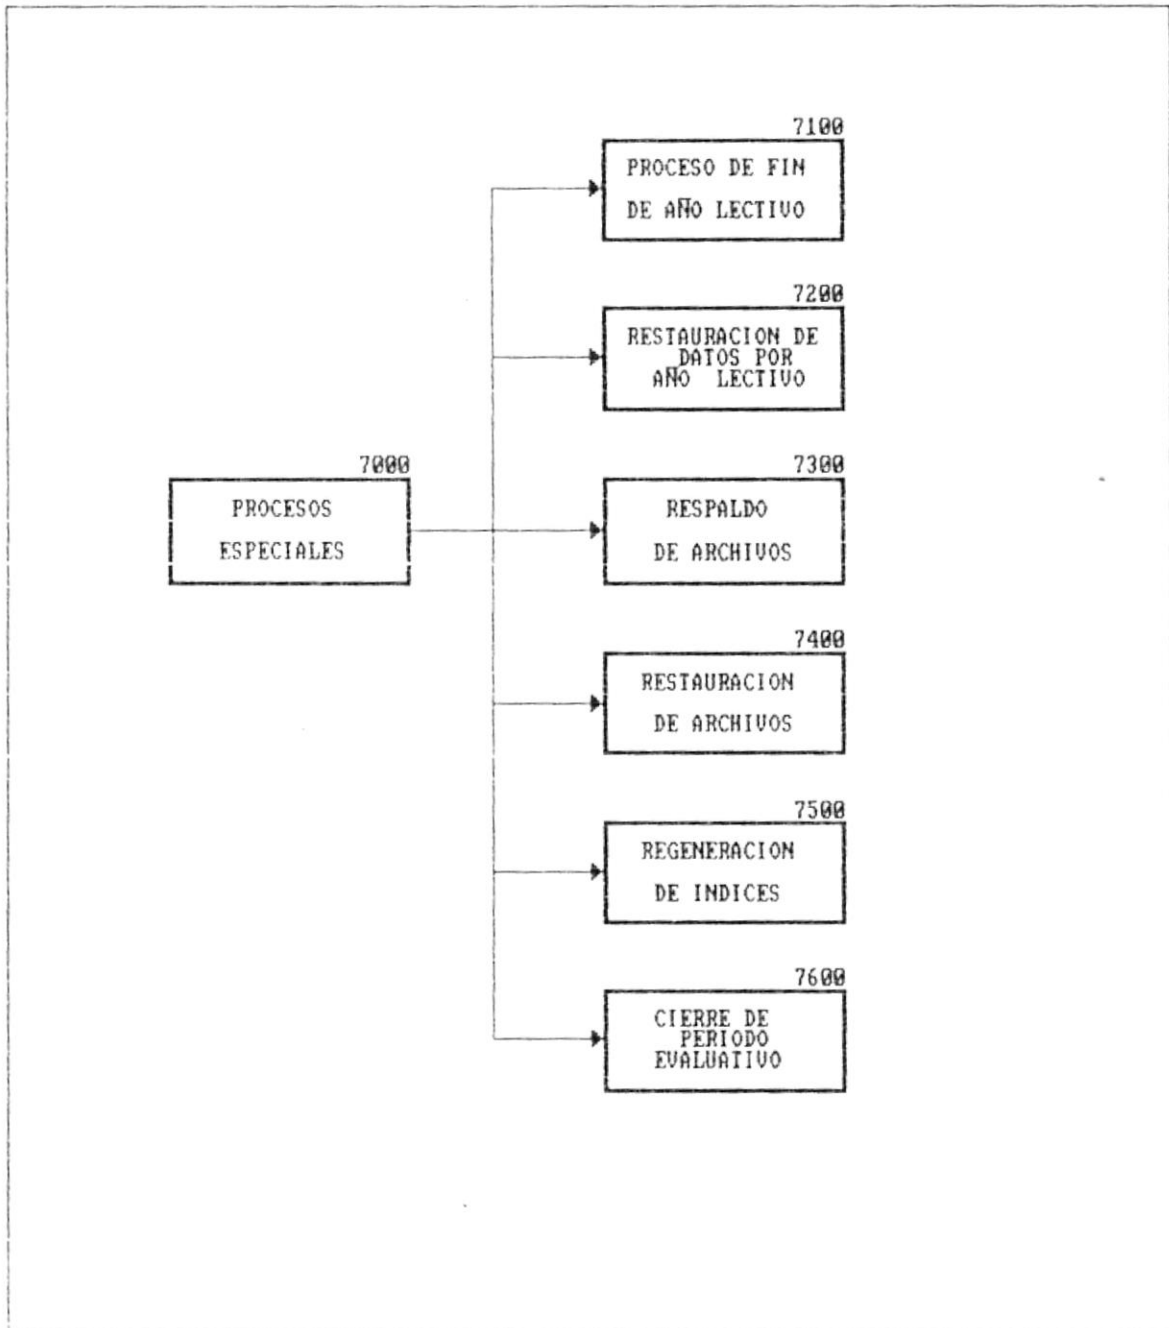 7100
PROCESO DE FIN
DE AÑO LECTIVO
7200
RESTAURACION DE
DATOS POR
AÑO LECTIVO
7000
PROCESOS
ESPECIALES
7300
RESPALDO
DE ARCHIVOS
7400
RESTAURACION
DE ARCHIVOS
7500
REGENERACION
DE INDICES
7600
CIERRE DE
PERIODO
EVALUATIVO